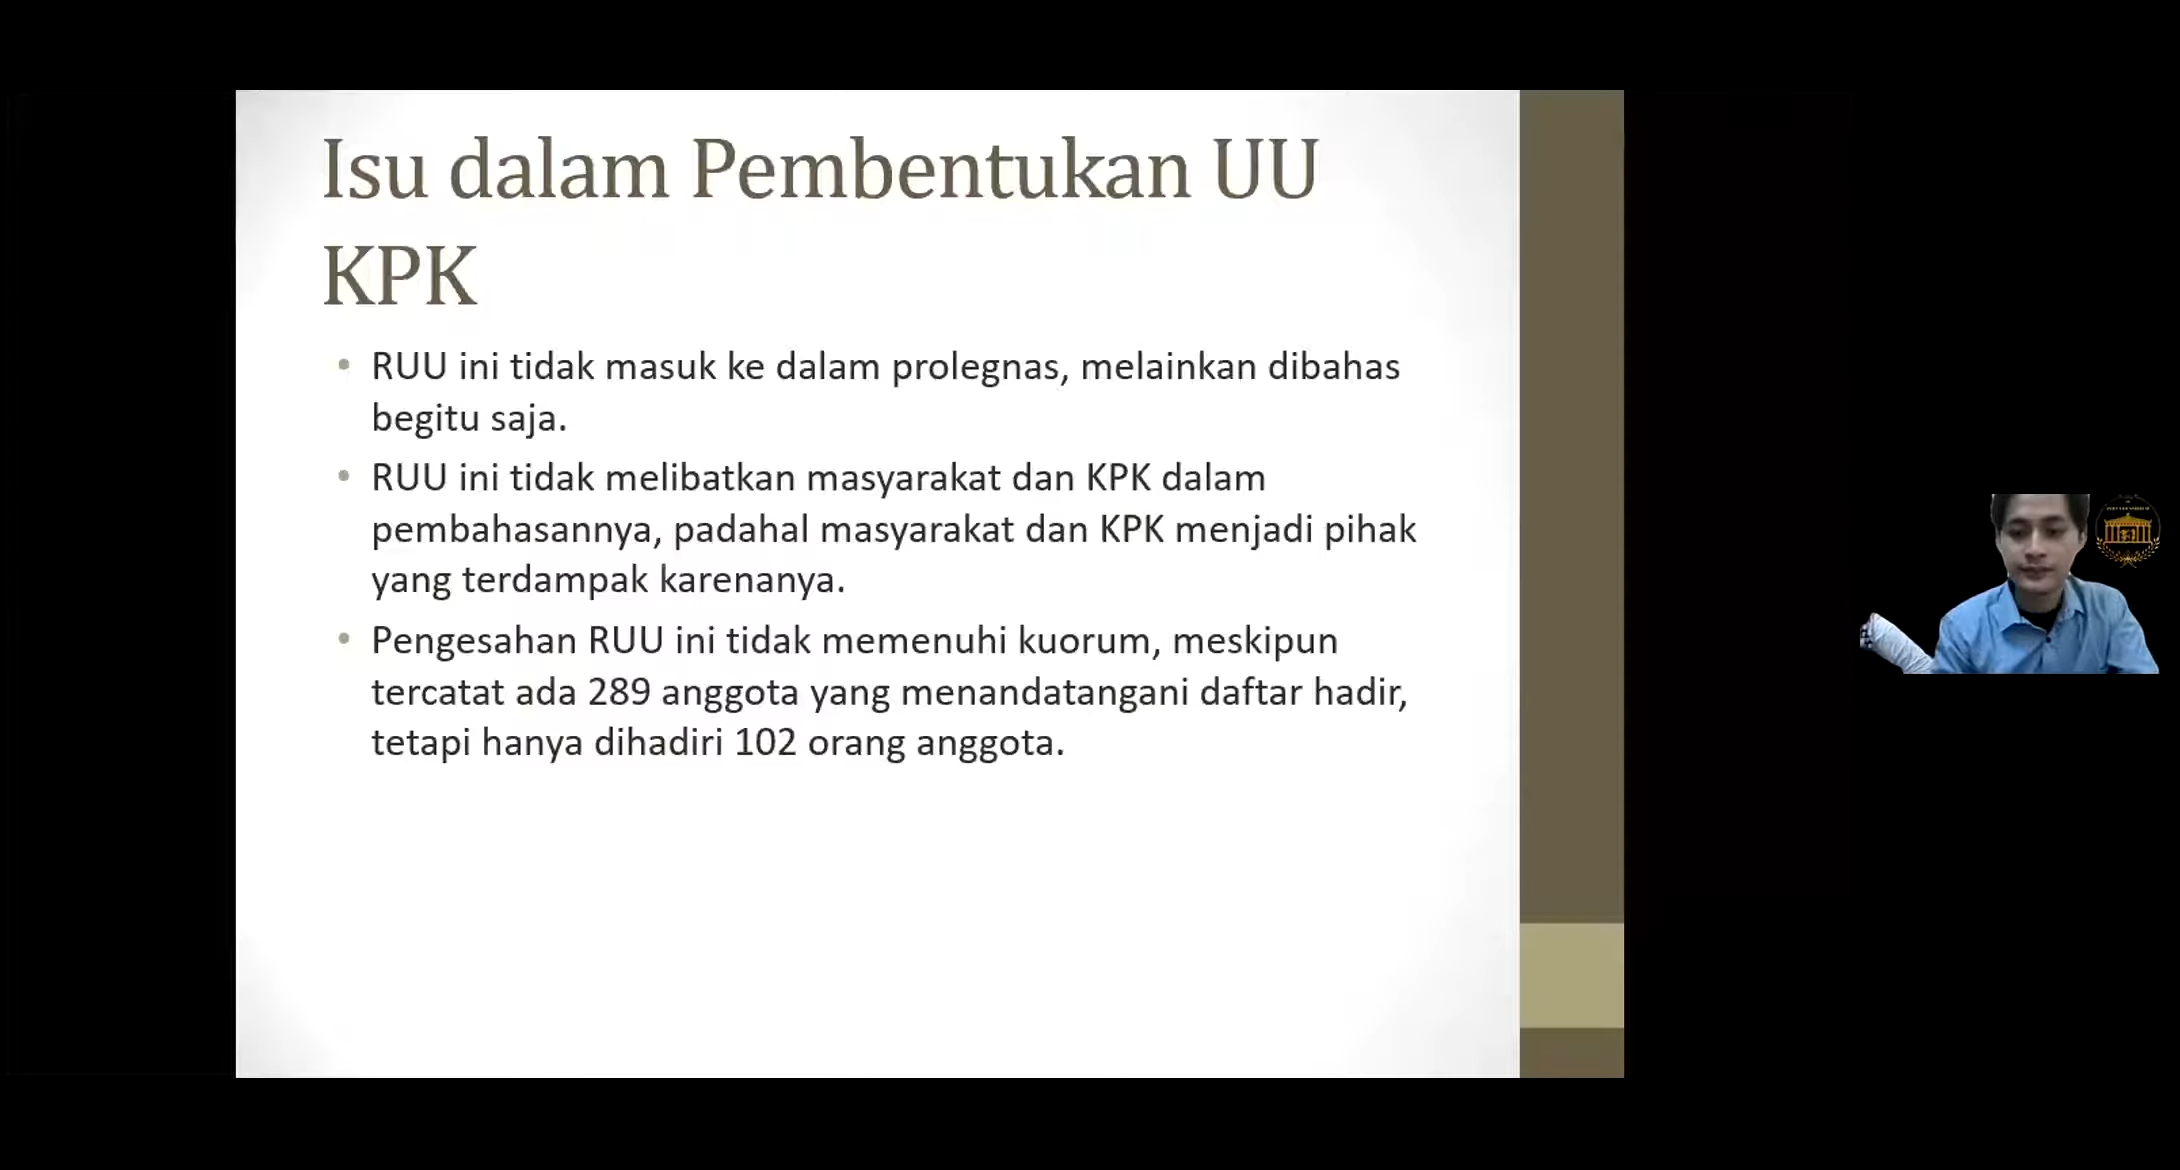 Isu dalam Pembentukan UU
KPK
• RUU ini tidak masuk ke dalam prolegnas, melainkan dibahas
begitu saja.
• RUU ini tidak melibatkan masyarakat dan KPK dalam
pembahasannya, padahal masyarakat dan KPK menjadi pihak
yang terdampak karenanya.
• Pengesahan RUU ini tidak memenuhi kuorum, meskipun
tercatat ada 289 anggota yang menandatangani daftar hadir,
tetapi hanya dihadiri 102 orang anggota.